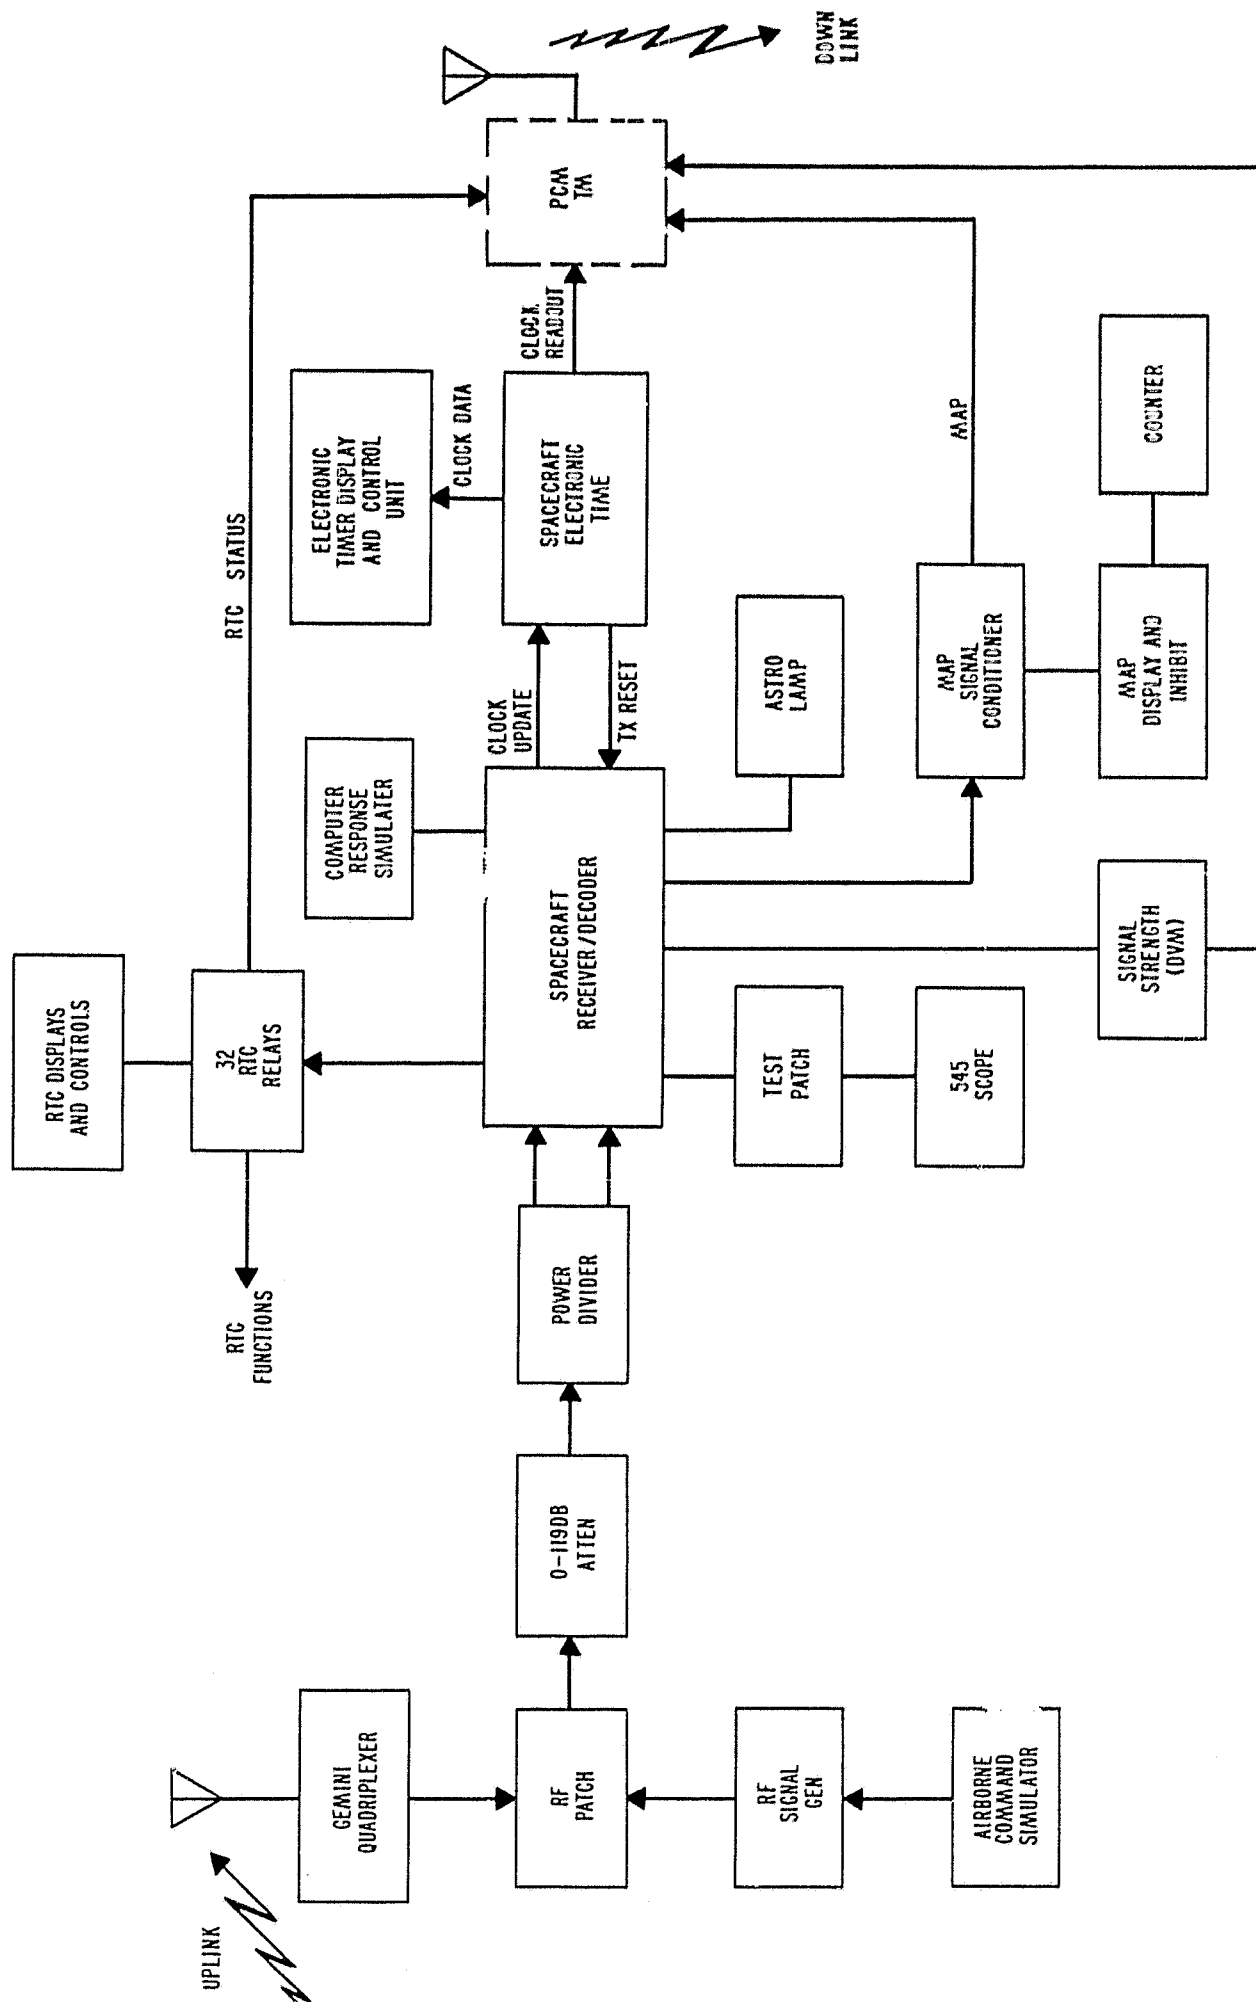 UPLINK
GEMINI
QUADRIPLEXER
RF
PATCH
RF
SIGNAL
GEN
AIRBORNE
COMMAND
SIMULATOR
0-119DB
ATTEN
POWER
DIVIDER
RTC
FUNCTIONS
RTC DISPLAYS
AND CONTROLS
32
RTC
RELAYS
RTC STATUS
COMPUTER
RESPONSE
SIMULATER
SPACECRAFT
RECEIVER/DECODER
TEST
PATCH
545
SCOPE
SIGNAL
STRENGTH
(DVM)
CLOCK
UPDATE
TX RESET
ASTRO
LAMP
MAP
SIGNAL
CONDITIONER
MAP
DISPLAY AND
INHIBIT
COUNTER
MAP
ELECTRONIC
TIMER DISPLAY
AND CONTROL
UNIT
CLOCK DATA
SPACECRAFT
ELECTRONIC
TIME
CLOCK
READOUT
PCM
TM
DOWN
LINK